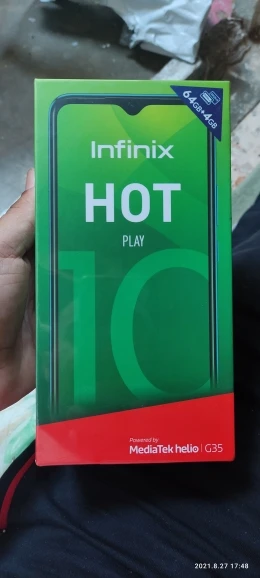 64GB+4GB
Infinix
HOT
PLAY
10
Powered by
MediaTek helio | G35
2021.8.27 17:48